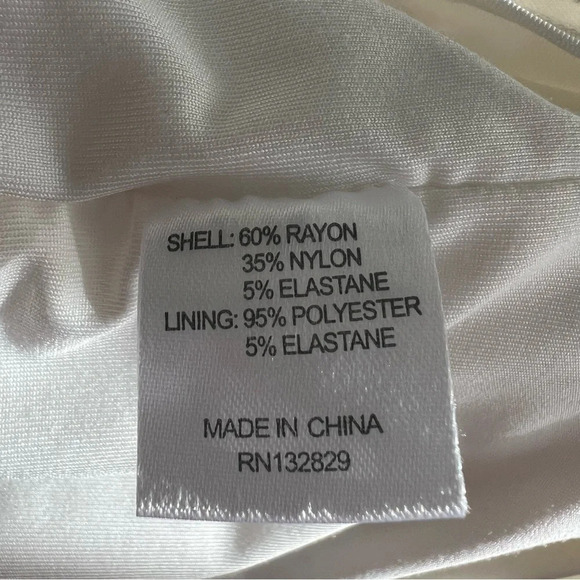 SHELL: 60% RAYON
35% NYLON
5% ELASTANE
LINING: 95% POLYESTER
5% ELASTANE
MADE IN CHINA
RN132829